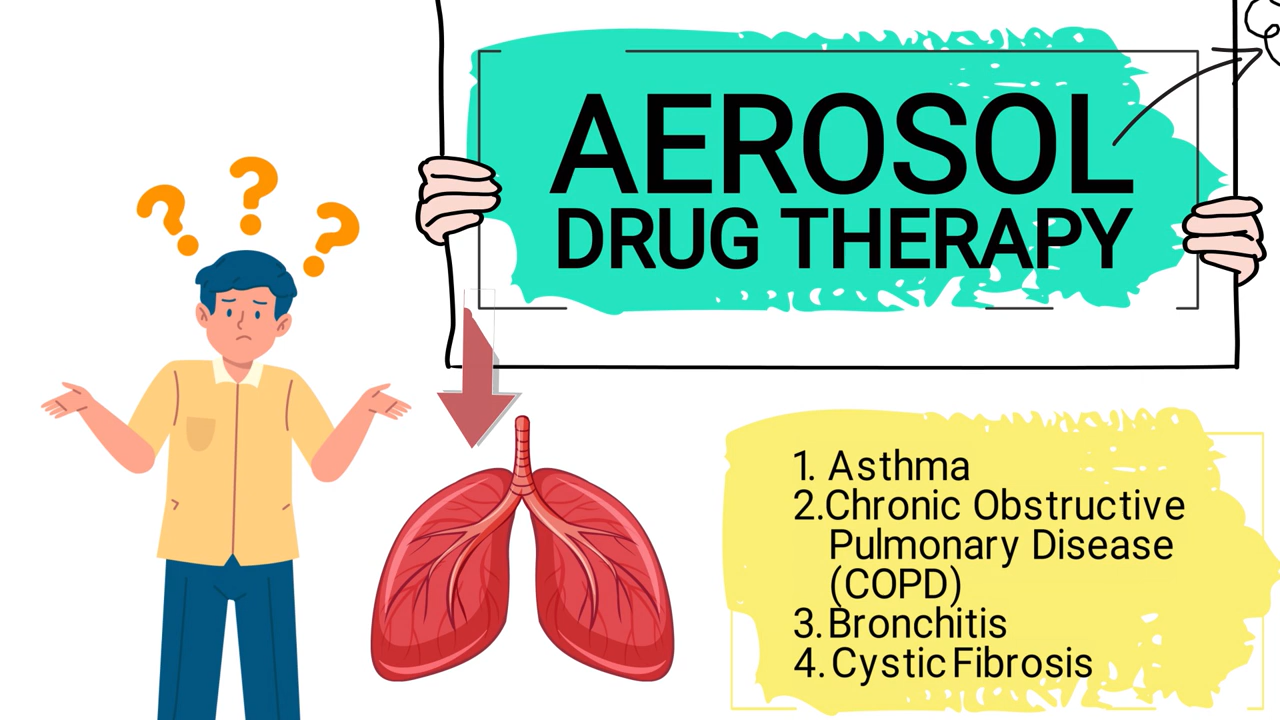 AEROSOL
DRUG THERAPY
? ? ?
1. Asthma
2.Chronic Obstructive
Pulmonary Disease
(COPD)
3. Bronchitis
4. Cystic Fibrosis